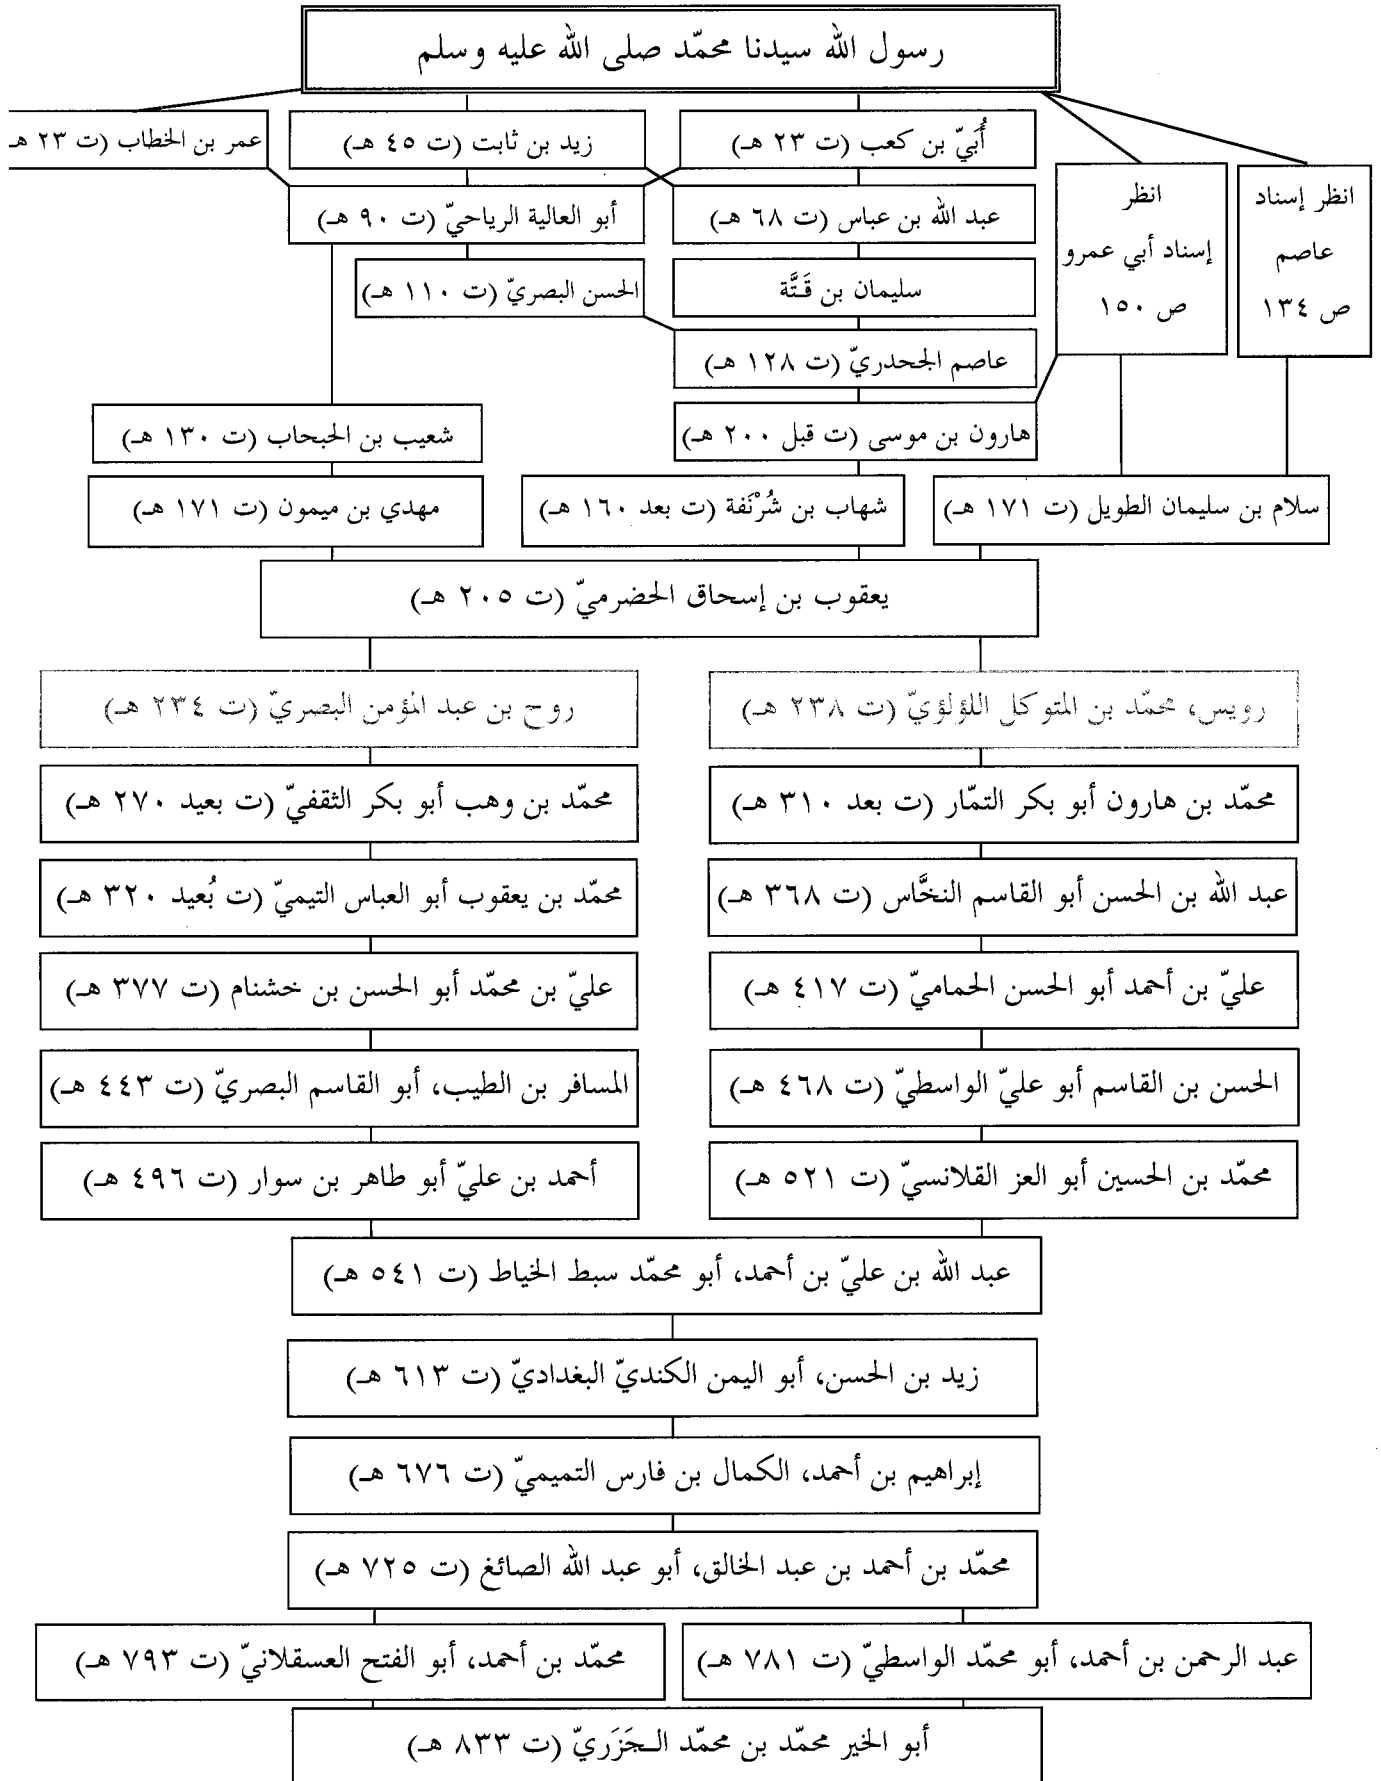 رسول الله سيدنا محمّد صلى الله عليه وسلم
أُبَيّ بن كعب (ت ٢٣ هـ)
زيد بن ثابت (ت ٤٥ هـ)
عمر بن الخطاب (ت ٢٣ هـ
انظر إسناد
عاصم
ص ١٣٤
انظر
إسناد أبي عمرو
ص ١٥٠
عبد الله بن عباس (ت ٦٨ هـ)
أبو العالية الرياحيّ (ت ٩٠ هـ)
سليمان بن قَتَّة
الحسن البصريّ (ت ١١٠ هـ)
عاصم الجحدريّ (ت ١٢٨ هـ)
هارون بن موسى (ت قبل ٢٠٠ هـ)
شعيب بن الحبحاب (ت ١٣٠ هـ)
سلام بن سليمان الطويل (ت ١٧١ هـ)
شهاب بن شُرْنَفة (ت بعد ١٦٠ هـ)
مهدي بن ميمون (ت ١٧١ هـ)
يعقوب بن إسحاق الحضرميّ (ت ٢٠٥ هـ)
رويس، محمّد بن المتوكل اللؤلؤيّ (ت ٢٣٨ هـ)
روح بن عبد المؤمن البصريّ (ت ٢٣٤ هـ)
محمّد بن هارون أبو بكر التمّار (ت بعد ٣١٠ هـ)
محمّد بن وهب أبو بكر الثقفيّ (ت بعيد ٢٧٠ هـ)
عبد الله بن الحسن أبو القاسم النخَّاس (ت ٣٦٨ هـ)
محمّد بن يعقوب أبو العباس التيميّ (ت بُعيد ٣٢٠ هـ)
عليّ بن أحمد أبو الحسن الحماميّ (ت ٤١٧ هـ)
عليّ بن محمّد أبو الحسن بن خشنام (ت ٣٧٧ هـ)
الحسن بن القاسم أبو عليّ الواسطيّ (ت ٤٦٨ هـ)
المسافر بن الطيب، أبو القاسم البصريّ (ت ٤٤٣ هـ)
محمّد بن الحسين أبو العز القلانسيّ (ت ٥٢١ هـ)
أحمد بن عليّ أبو طاهر بن سوار (ت ٤٩٦ هـ)
عبد الله بن عليّ بن أحمد، أبو محمّد سبط الخياط (ت ٥٤١ هـ)
زيد بن الحسن، أبو اليمن الكنديّ البغداديّ (ت ٦١٣ هـ)
إبراهيم بن أحمد، الكمال بن فارس التميميّ (ت ٦٧٦ هـ)
محمّد بن أحمد بن عبد الخالق، أبو عبد الله الصائغ (ت ٧٢٥ هـ)
عبد الرحمن بن أحمد، أبو محمّد الواسطيّ (ت ٧٨١ هـ)
محمّد بن أحمد، أبو الفتح العسقلانيّ (ت ٧٩٣ هـ)
أبو الخير محمّد بن محمّد الـجَزَريّ (ت ٨٣٣ هـ)